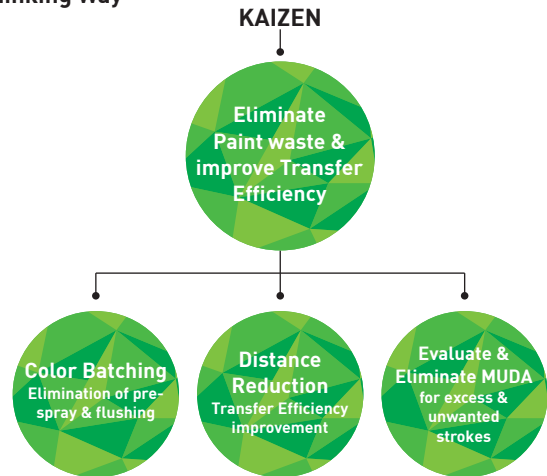 KAIZEN
Eliminate
Paint waste &
improve Transfer
Efficiency
Color Batching
Elimination of pre-
spray & flushing
Distance
Reduction
Transfer Efficiency
improvement
Evaluate &
Eliminate MUDA
for excess &
unwanted
strokes